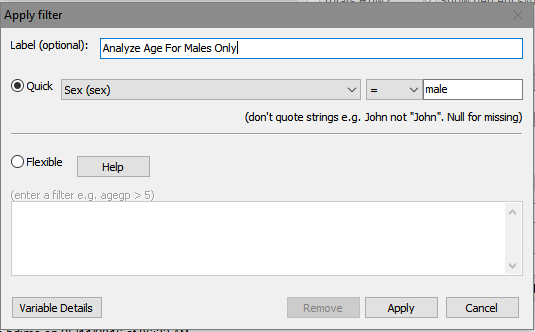 Apply filter
Label (optional): Analyze Age For Males Only
Quick Sex (sex) = male
(don't quote strings e.g. John not "John". Null for missing)
Flexible Help
(enter a filter e.g. agegp > 5)
Variable Details Remove Apply Cancel